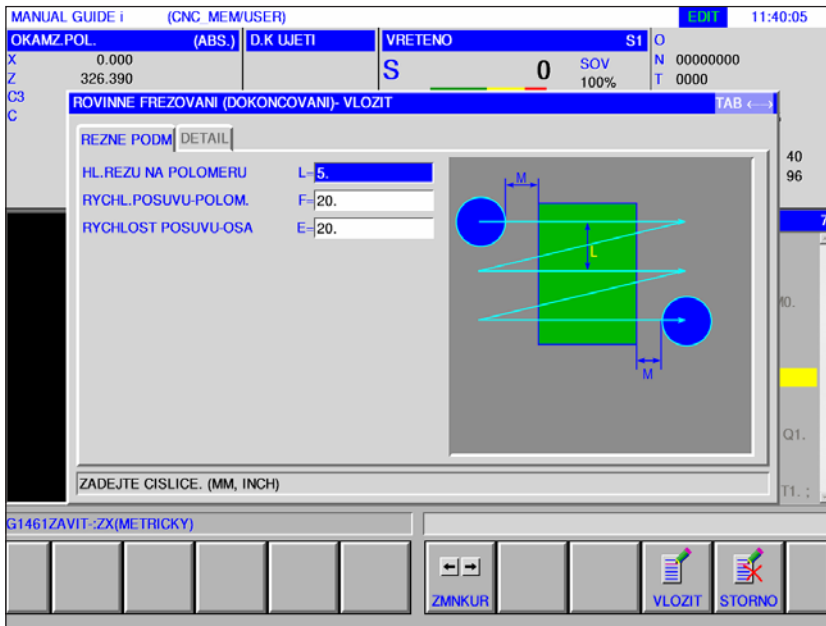 MANUAL GUIDE i (CNC_MEM/USER) EDIT 11:40:05
OKAMZ.POL. (ABS.) D.K UJETI VRETENO S1 O
X 0.000 S 0 SOV N 00000000
Z 326.390 100% T 0000
C3
C
ROVINNE FREZOVANI (DOKONCOVANI)- VLOZIT TAB ←→
REZNE PODM DETAIL
HL.REZU NA POLOMERU L=5.
RYCHL.POSUVU-POLOM. F=20.
RYCHLOST POSUVU-OSA E=20.
M
L
M
40
96
7
M0.
Q1.
T1. ;
ZADEJTE CISLICE. (MM, INCH)
G1461ZAVIT-:ZX(METRICKY)
ZMNKUR VLOZIT STORNO